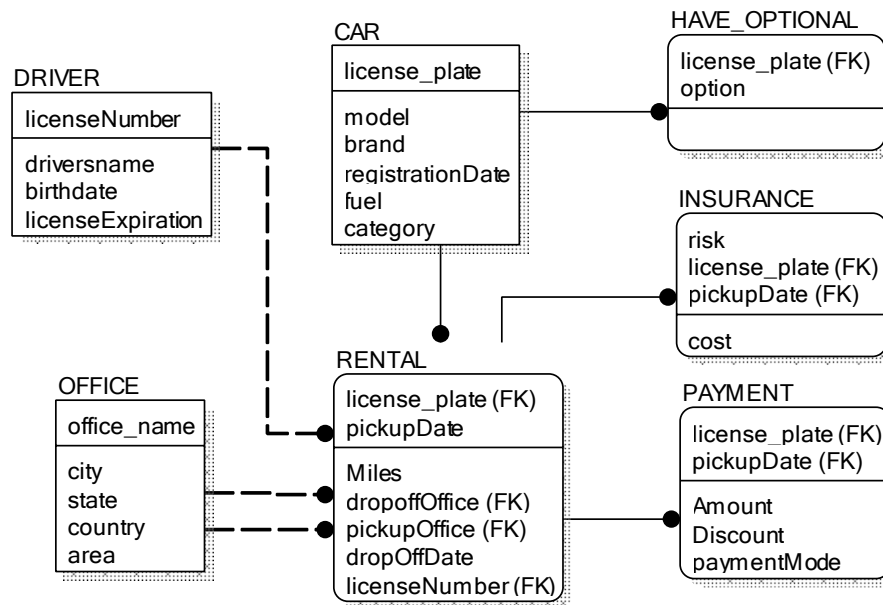 DRIVER
licenseNumber
driversname
birthdate
licenseExpiration
CAR
license_plate
model
brand
registrationDate
fuel
category
HAVE_OPTIONAL
license_plate (FK)
option
INSURANCE
risk
license_plate (FK)
pickupDate (FK)
cost
OFFICE
office_name
city
state
country
area
RENTAL
license_plate (FK)
pickupDate
Miles
dropoffOffice (FK)
pickupOffice (FK)
dropOffDate
licenseNumber (FK)
PAYMENT
license_plate (FK)
pickupDate (FK)
Amount
Discount
paymentMode